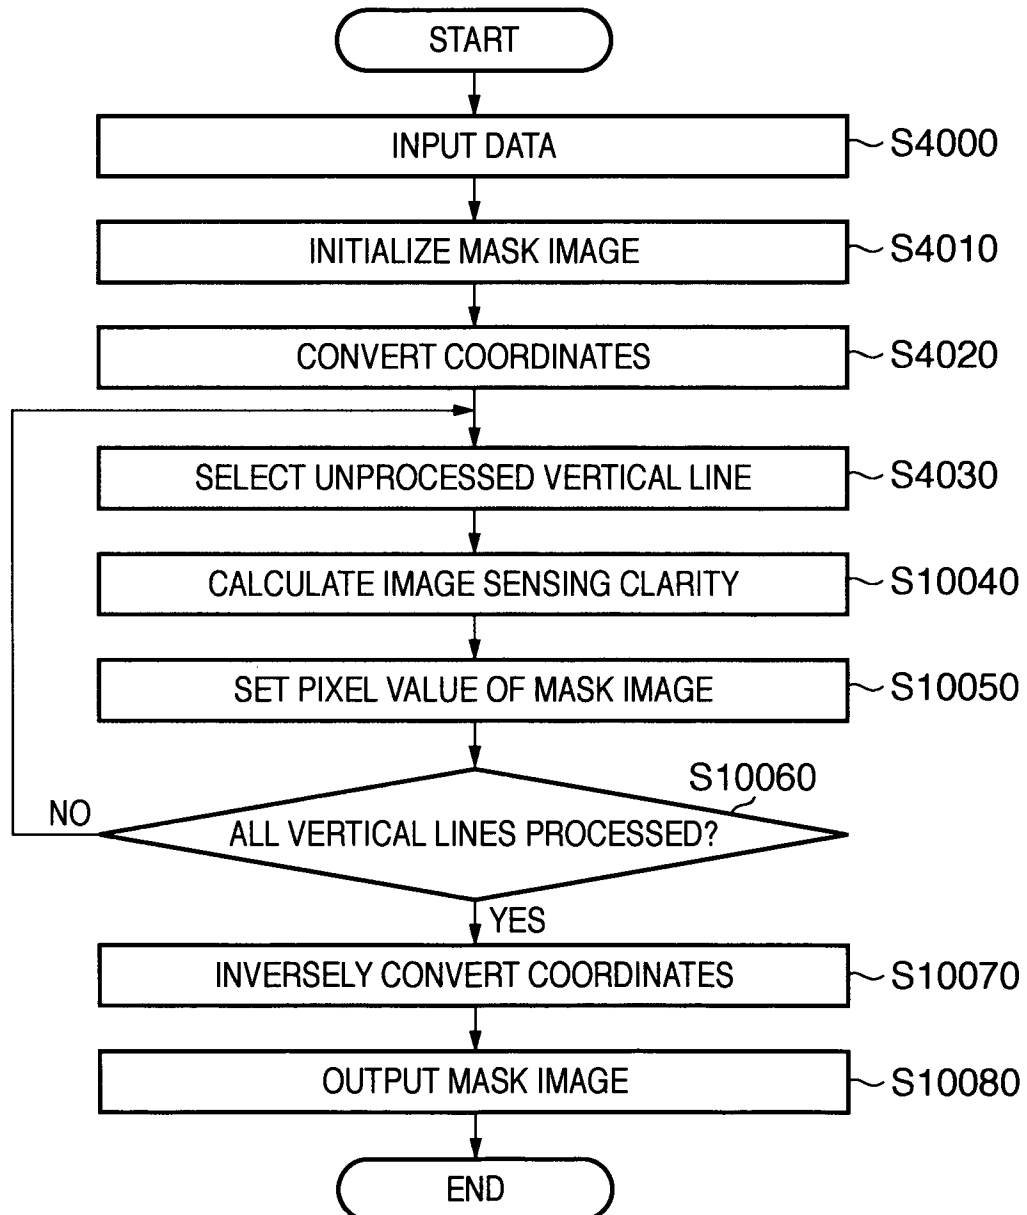 START
INPUT DATA
S4000
INITIALIZE MASK IMAGE
S4010
CONVERT COORDINATES
S4020
SELECT UNPROCESSED VERTICAL LINE
S4030
CALCULATE IMAGE SENSING CLARITY
S10040
SET PIXEL VALUE OF MASK IMAGE
S10050
S10060
NO
ALL VERTICAL LINES PROCESSED?
YES
INVERSELY CONVERT COORDINATES
S10070
OUTPUT MASK IMAGE
S10080
END